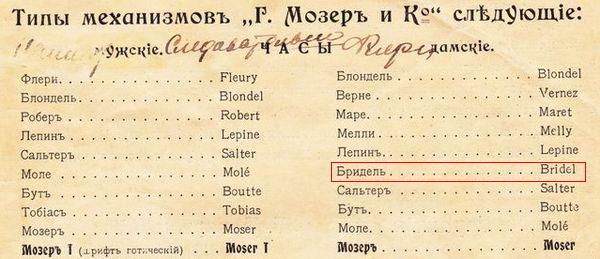 Типы механизмовъ „Г. Мозеръ и Ко“ слѣдующіе:
мужскіе. ЧАСЫ дамскіе.
Флери. Fleury
Блондель Blondel
Роберъ Robert
Лепинъ Lepine
Сальтеръ Salter
Моле Molé
Бутъ Boutte
Тобіасъ Tobias
Мозеръ Moser
Мозеръ I (шрифтъ готическій) Moser I
Блондель Blondel
Верне Vernez
Маре. Maret
Мелли Melly
Лепинъ. Lepine
Бридель Bridel
Сальтеръ Salter
Бутъ. Boutte
Моле Molé
Мозеръ. Moser